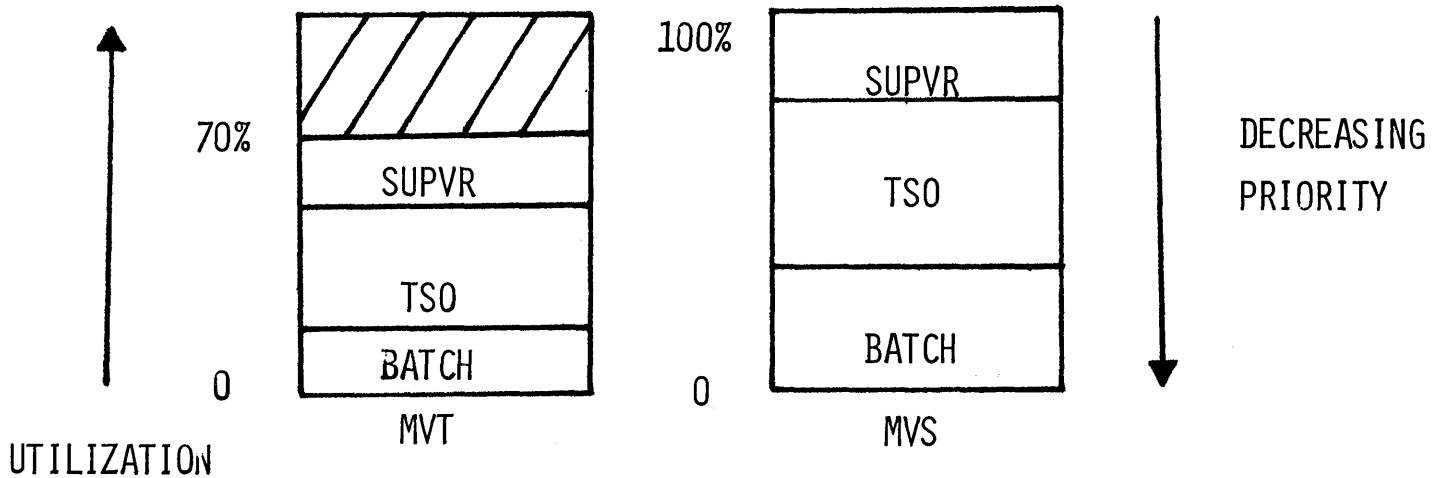 100%
SUPVR
70%
DECREASING
PRIORITY
SUPVR
TSO
TSO
BATCH
BATCH
0
0
MVT
MVS
UTILIZATION